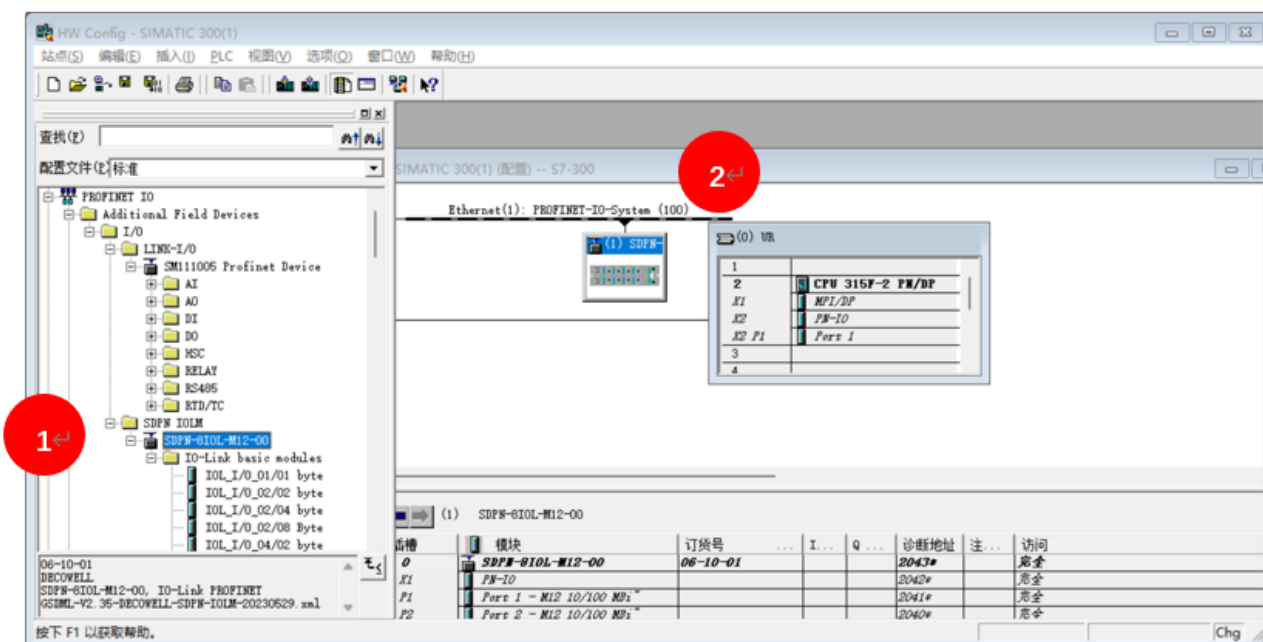 HW Config - SIMATIC 300(1)
站点(S) 编辑(E) 插入(I) PLC 视图(V) 选项(O) 窗口(W) 帮助(H)
查找(F)
配置文件(P) 标准
PROFINET IO
Additional Field Devices
I/O
LINK-I/O
SM111005 Profinet Device
AI
AO
DI
DO
MSC
RELAY
RS485
RTD/TC
SDPN IOLM
SDPN-8IOL-M12-00
IO-Link basic modules
IOL_I/O_01/01 byte
IOL_I/O_02/02 byte
IOL_I/O_02/04 byte
IOL_I/O_02/08 Byte
IOL_I/O_04/02 byte
06-10-01
DECOWELL
SDPN-8IOL-M12-00, IO-Link PROFINET
GSDML-V2.35-DECOWELL-SDPN-IOLM-20230529.xml
1
2
SIMATIC 300(1) (配置) -- S7-300
Ethernet(1): PROFINET-IO-System (100)
(1) SDPN-
(0) UR
1
2 CPU 315F-2 PN/DP
X1 MPI/DP
X2 PN-IO
X2 P1 Port 1
3
4
(1) SDPN-8IOL-M12-00
插槽 模块 订货号 ... I... Q ... 诊断地址 注... 访问
0 SDPN-8IOL-M12-00 06-10-01 2043* 完全
X1 PN-IO 2042* 完全
P1 Port 1 - M12 10/100 MBi~ 2041* 完全
P2 Port 2 - M12 10/100 MBi~ 2040* 完全
按下 F1 以获取帮助。
Chg